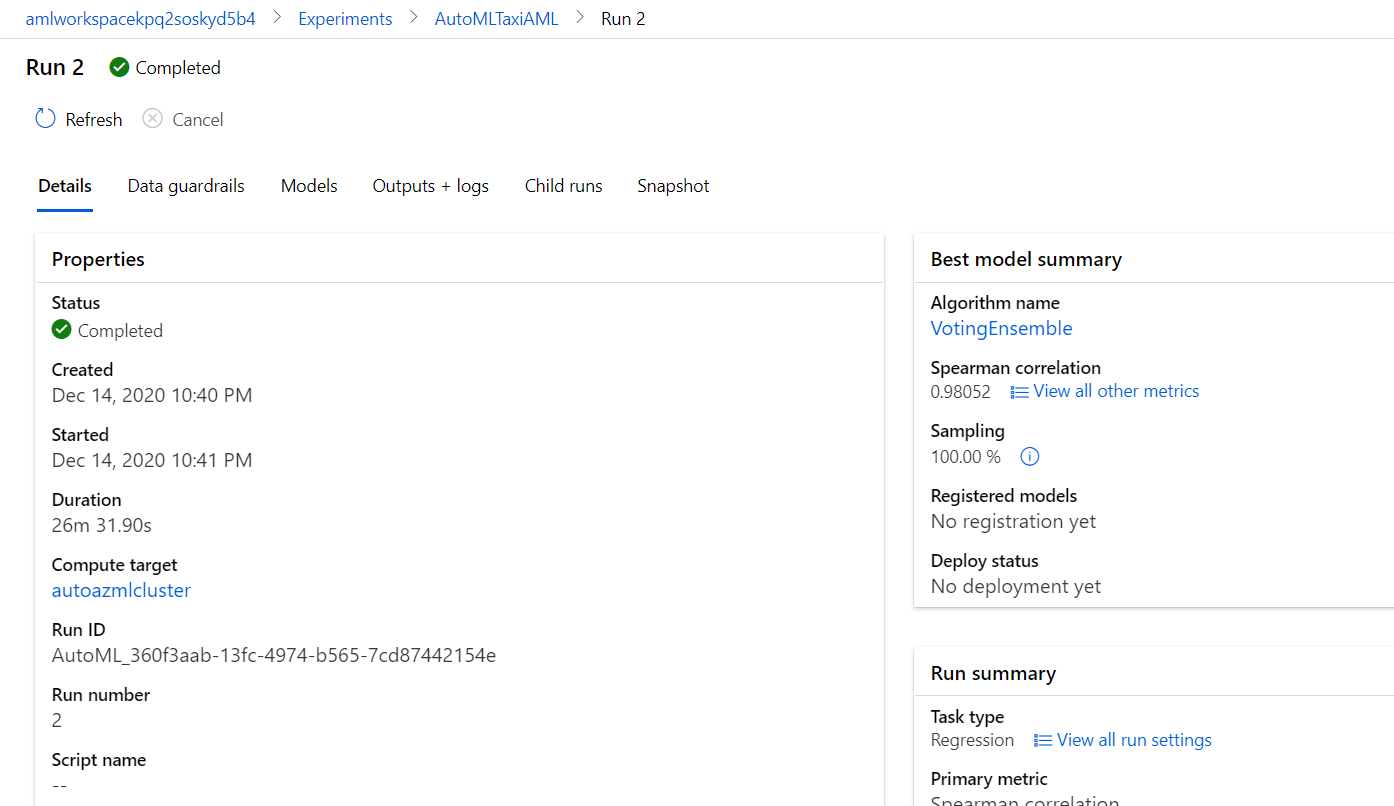 amlworkspacekpq2soskyd5b4 > Experiments > AutoMLTaxiAML > Run 2
Run 2 Completed
Refresh Cancel
Details Data guardrails Models Outputs + logs Child runs Snapshot
Properties
Status
Completed
Created
Dec 14, 2020 10:40 PM
Started
Dec 14, 2020 10:41 PM
Duration
26m 31.90s
Compute target
autoazmlcluster
Run ID
AutoML_360f3aab-13fc-4974-b565-7cd87442154e
Run number
2
Script name
--
Best model summary
Algorithm name
VotingEnsemble
Spearman correlation
0.98052 View all other metrics
Sampling
100.00 %
Registered models
No registration yet
Deploy status
No deployment yet
Run summary
Task type
Regression View all run settings
Primary metric
Spearman correlation